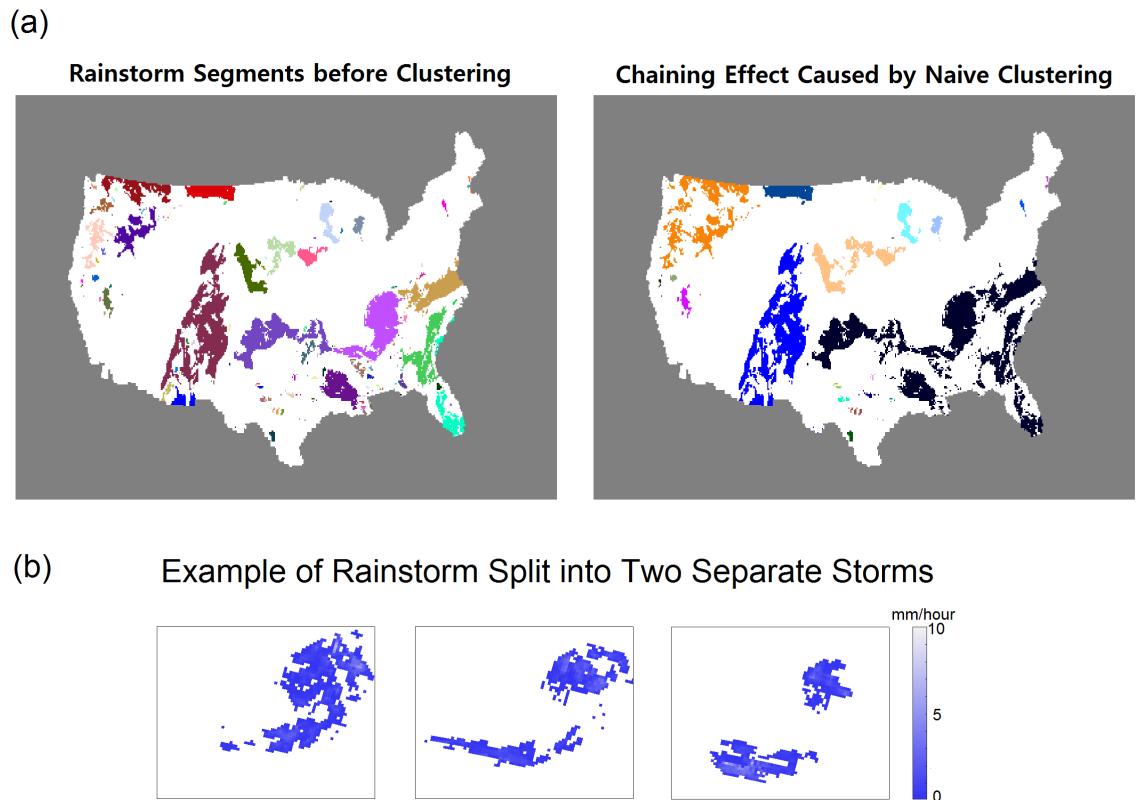 (a)
Rainstorm Segments before Clustering
Chaining Effect Caused by Naive Clustering
(b)
Example of Rainstorm Split into Two Separate Storms
mm/hour
10
5
0